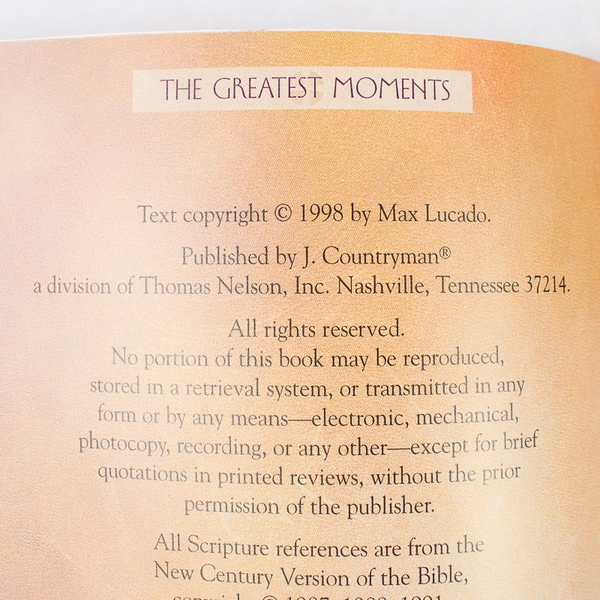 THE GREATEST MOMENTS
Text copyright © 1998 by Max Lucado.
Published by J. Countryman®
a division of Thomas Nelson, Inc. Nashville, Tennessee 37214.
All rights reserved.
No portion of this book may be reproduced,
stored in a retrieval system, or transmitted in any
form or by any means—electronic, mechanical,
photocopy, recording, or any other—except for brief
quotations in printed reviews, without the prior
permission of the publisher.
All Scripture references are from the
New Century Version of the Bible,